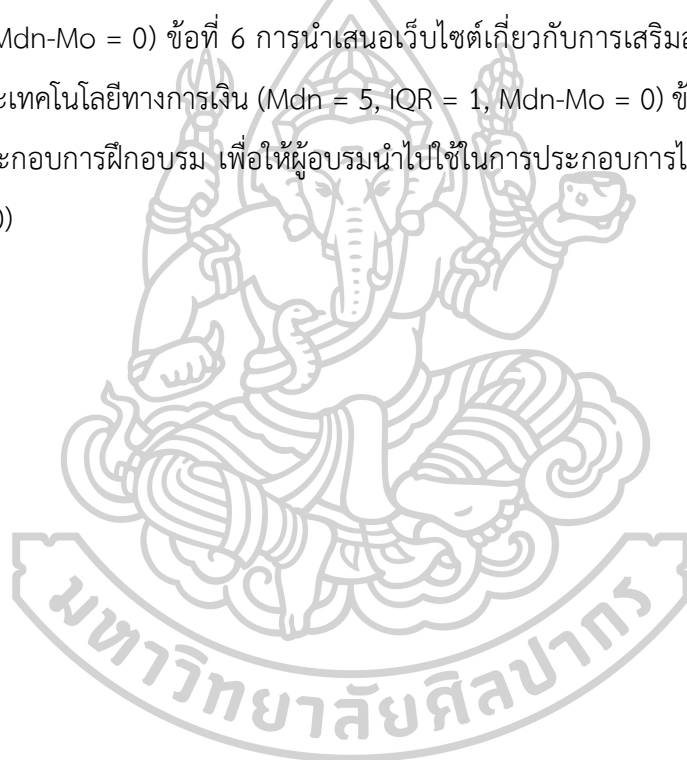 Mdn-Mo = 0) ข้อที่ 6 การนำเสนอเว็บไซต์เกี่ยวกับการเสริม
ะเทคโนโลยีทางการเงิน (Mdn = 5, IQR = 1, Mdn-Mo = 0) ข้
ะกอบการฝึกอบรม เพื่อให้ผู้อบรมนำไปใช้ในการประกอบการไ
0)
มหาวิทยาลัยศิลปากร